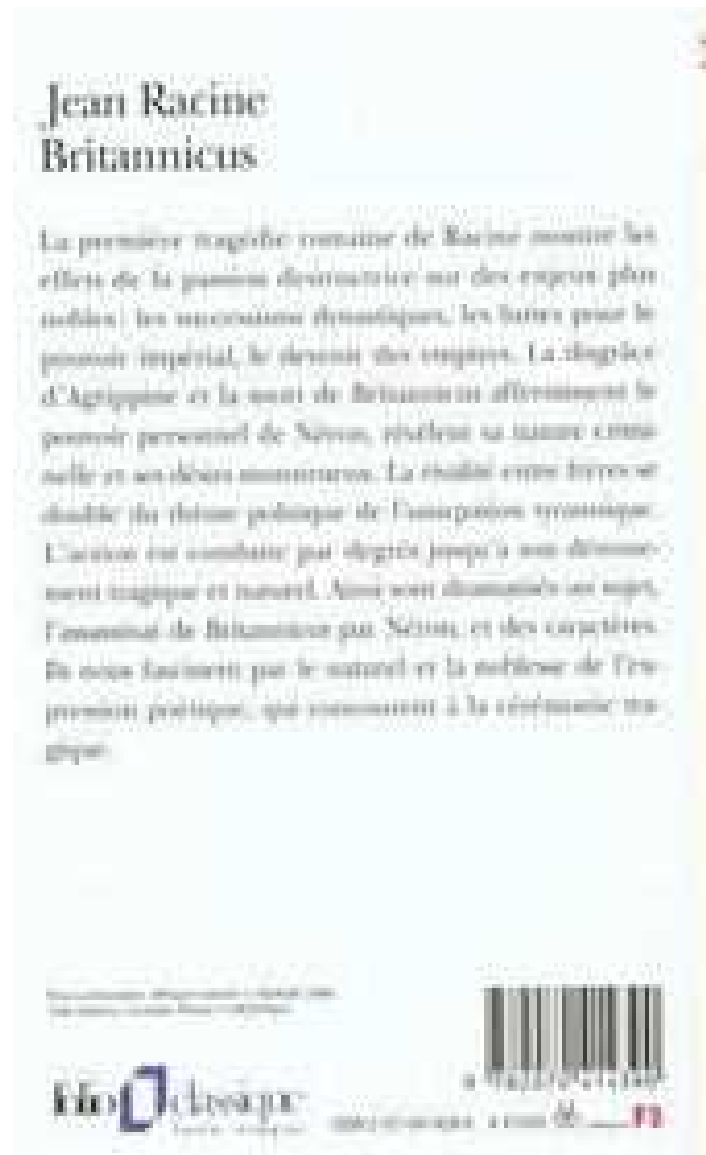 Jean Racine
Britannicus
La première tragédie romaine de Racine montre les
effets de la passion destructrice sur des enjeux plus
nobles: les successions dynastiques, les luttes pour le
pouvoir impérial, le devenir des empires. La disgrâce
d'Agrippine et la mort de Britannicus affermissent le
pouvoir personnel de Néron, révèlent sa nature crimi-
nelle et ses désirs monstrueux. La rivalité entre frères se
double du thème politique de l'usurpation tyrannique.
L'action est conduite par degrés jusqu'à son dénoue-
ment tragique et naturel. Ainsi sont dramatisés un sujet,
l'assassinat de Britannicus par Néron, et des caractères.
Ils nous fascinent par le naturel et la noblesse de l'ex-
pression poétique, qui concourent à la cérémonie tra-
gique.
folio classique